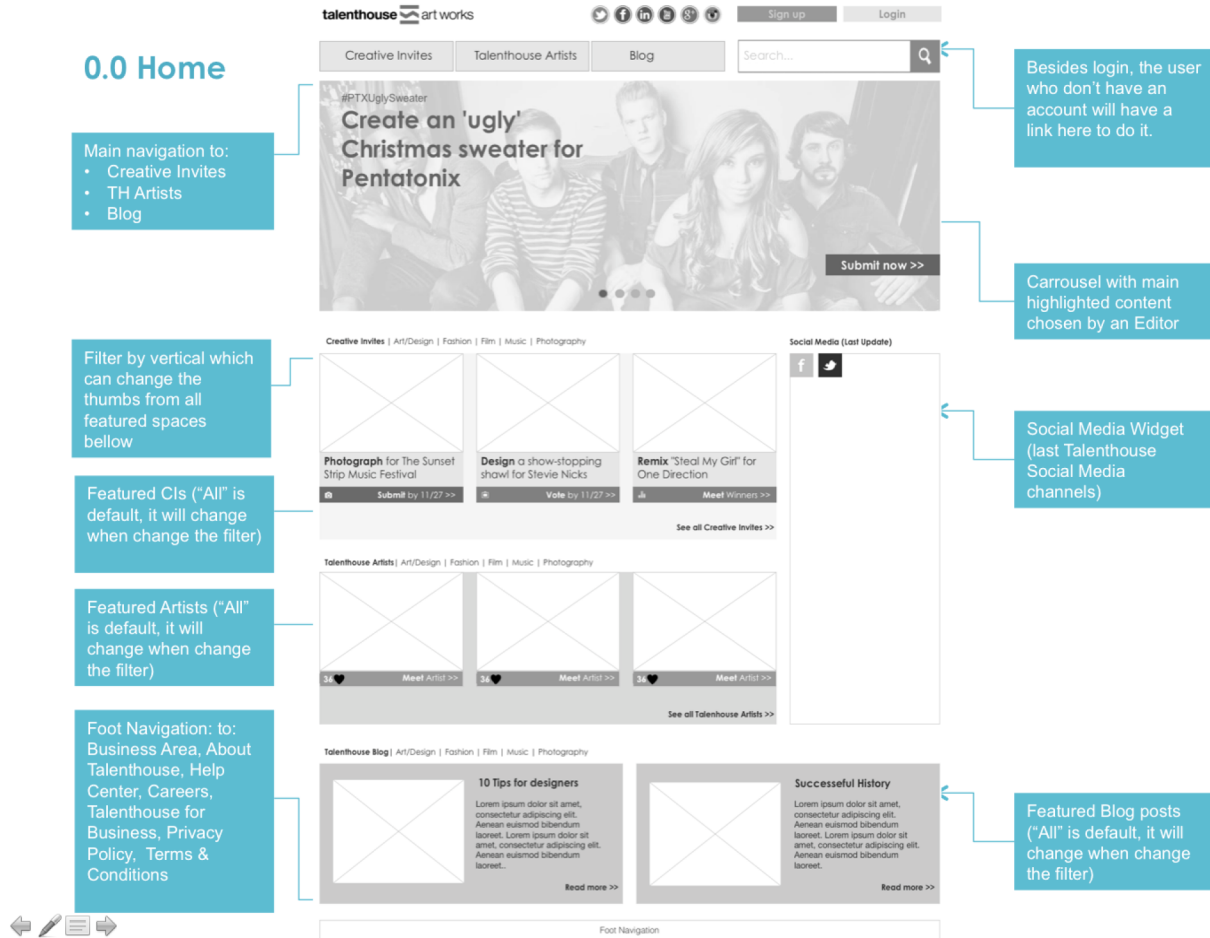 talenthouse art works
Sign up
Login
0.0 Home
Creative Invites
Talenthouse Artists
Blog
Search...
Besides login, the user
who don't have an
account will have a
link here to do it.
Main navigation to:
• Creative Invites
• TH Artists
• Blog
#PTXUglySweater
Create an 'ugly'
Christmas sweater for
Pentatonix
Submit now >>
Carrousel with main
highlighted content
chosen by an Editor
Filter by vertical which
can change the
thumbs from all
featured spaces
bellow
Creative Invites | Art/Design | Fashion | Film | Music | Photography
Social Media (Last Update)
Photograph for The Sunset
Strip Music Festival
Submit by 11/27 >>
Design a show-stopping
shawl for Stevie Nicks
Vote by 11/27 >>
Remix "Steal My Girl" for
One Direction
Meet Winners >>
See all Creative Invites >>
Social Media Widget
(last Talenthouse
Social Media
channels)
Featured CIs ("All" is
default, it will change
when change the filter)
Talenthouse Artists| Art/Design | Fashion | Film | Music | Photography
Featured Artists ("All"
is default, it will
change when change
the filter)
36
Meet Artist >>
36
Meet Artist >>
36
Meet Artist >>
See all Talenhouse Artists >>
Foot Navigation: to:
Business Area, About
Talenthouse, Help
Center, Careers,
Talenthouse for
Business, Privacy
Policy, Terms &
Conditions
Talenthouse Blog| Art/Design | Fashion | Film | Music | Photography
10 Tips for designers
Lorem ipsum dolor sit amet,
consectetur adipiscing elit.
Aenean euismod bibendum
laoreet. Lorem ipsum dolor sit
amet, consectetur adipiscing elit.
Aenean euismod bibendum
laoreet..
Read more >>
Successeful History
Lorem ipsum dolor sit amet,
consectetur adipiscing elit.
Aenean euismod bibendum
laoreet. Lorem ipsum dolor sit
amet, consectetur adipiscing elit.
Aenean euismod bibendum
laoreet.
Read more >>
Featured Blog posts
("All" is default, it will
change when change
the filter)
Foot Navigation